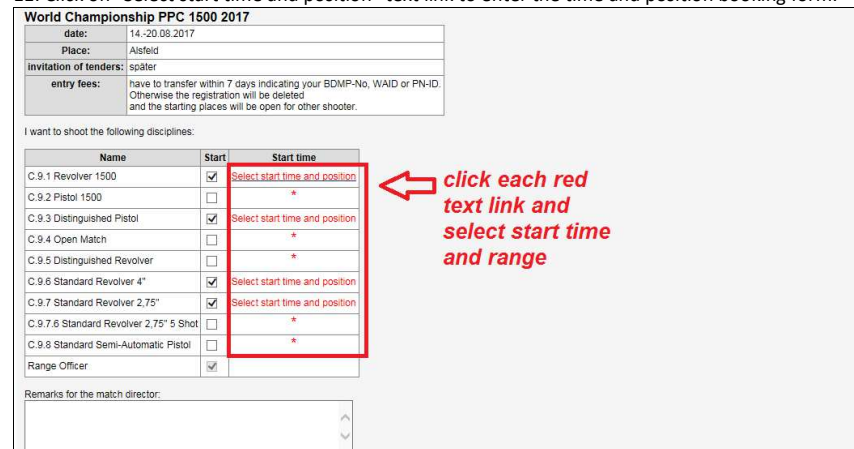 World Championship PPC 1500 2017
date: 14.-20.08.2017
Place: Alsfeld
invitation of tenders: später
entry fees: have to transfer within 7 days indicating your BDMP-No, WAID or PN-ID.
Otherwise the registration will be deleted
and the starting places will be open for other shooter.
I want to shoot the following disciplines:
Name Start Start time
C.9.1 Revolver 1500 Select start time and position
C.9.2 Pistol 1500 *
C.9.3 Distinguished Pistol Select start time and position
C.9.4 Open Match *
C.9.5 Distinguished Revolver *
C.9.6 Standard Revolver 4" Select start time and position
C.9.7 Standard Revolver 2,75" Select start time and position
C.9.7.6 Standard Revolver 2,75" 5 Shot *
C.9.8 Standard Semi-Automatic Pistol *
Range Officer
click each red
text link and
select start time
and range
Remarks for the match director: